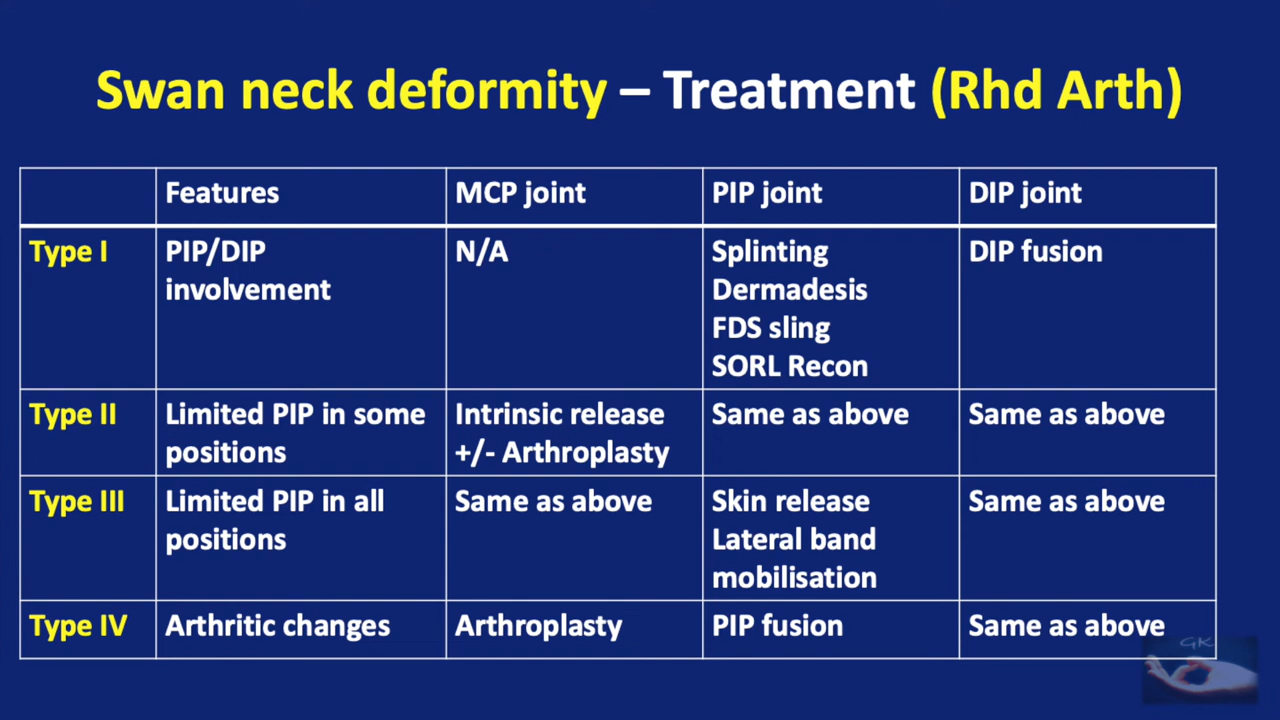 Swan neck deformity – Treatment (Rhd Arth)
Features MCP joint PIP joint DIP joint
Type I PIP/DIP involvement N/A Splinting Dermadesis FDS sling SORL Recon DIP fusion
Type II Limited PIP in some positions Intrinsic release +/- Arthroplasty Same as above Same as above
Type III Limited PIP in all positions Same as above Skin release Lateral band mobilisation Same as above
Type IV Arthritic changes Arthroplasty PIP fusion Same as above
GK